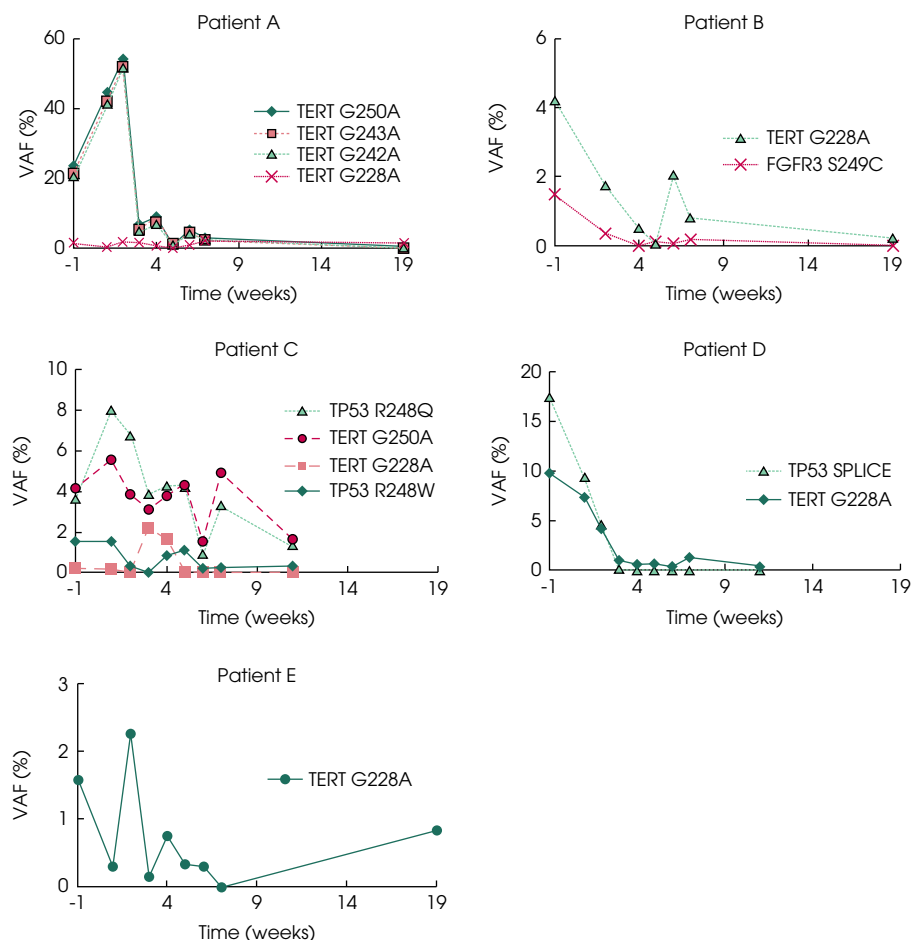 Patient A
60
40
20
0
VAF (%)
-1 4 9 14 19
Time (weeks)
TERT G250A
TERT G243A
TERT G242A
TERT G228A
Patient B
6
4
2
0
VAF (%)
-1 4 9 14 19
Time (weeks)
TERT G228A
FGFR3 S249C
Patient C
10
8
6
4
2
0
VAF (%)
-1 4 9 14 19
Time (weeks)
TP53 R248Q
TERT G250A
TERT G228A
TP53 R248W
Patient D
20
15
10
5
0
VAF (%)
-1 4 9 14 19
Time (weeks)
TP53 SPLICE
TERT G228A
Patient E
3
2
1
0
VAF (%)
-1 4 9 14 19
Time (weeks)
TERT G228A